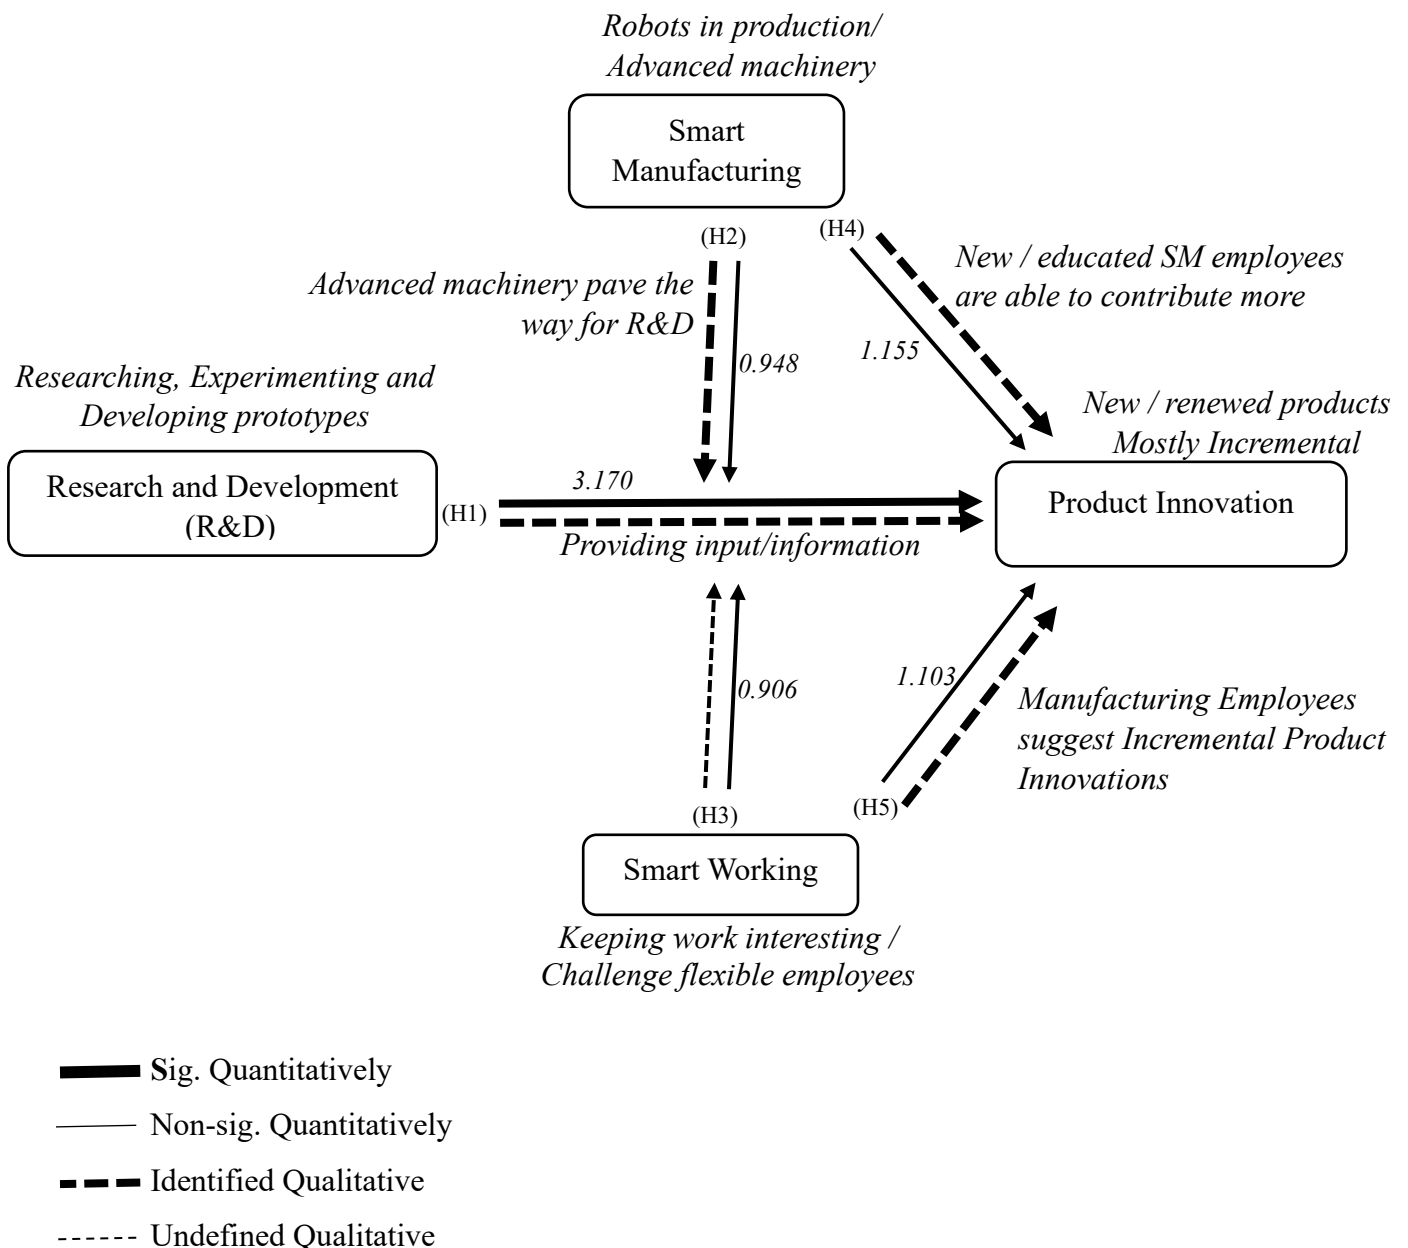 Robots in production/
Advanced machinery
Smart
Manufacturing
(H2)
(H4)
New / educated SM employees
are able to contribute more
Advanced machinery pave the
way for R&D
0.948
1.155
Researching, Experimenting and
Developing prototypes
New / renewed products
Mostly Incremental
Research and Development
(R&D)
(H1)
3.170
Providing input/information
Product Innovation
0.906
1.103
Manufacturing Employees
suggest Incremental Product
Innovations
(H3)
(H5)
Smart Working
Keeping work interesting /
Challenge flexible employees
Sig. Quantitatively
Non-sig. Quantitatively
Identified Qualitative
Undefined Qualitative